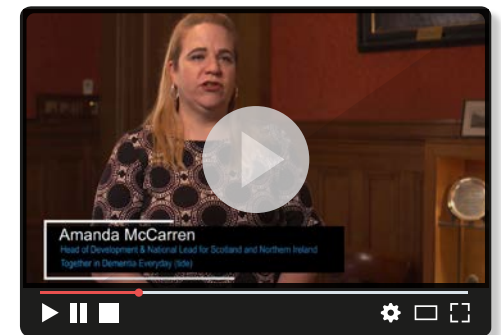 Amanda McCarren
Head of Development & National Lead for Scotland and Northern Ireland
Together in Dementia Everyday (tide)